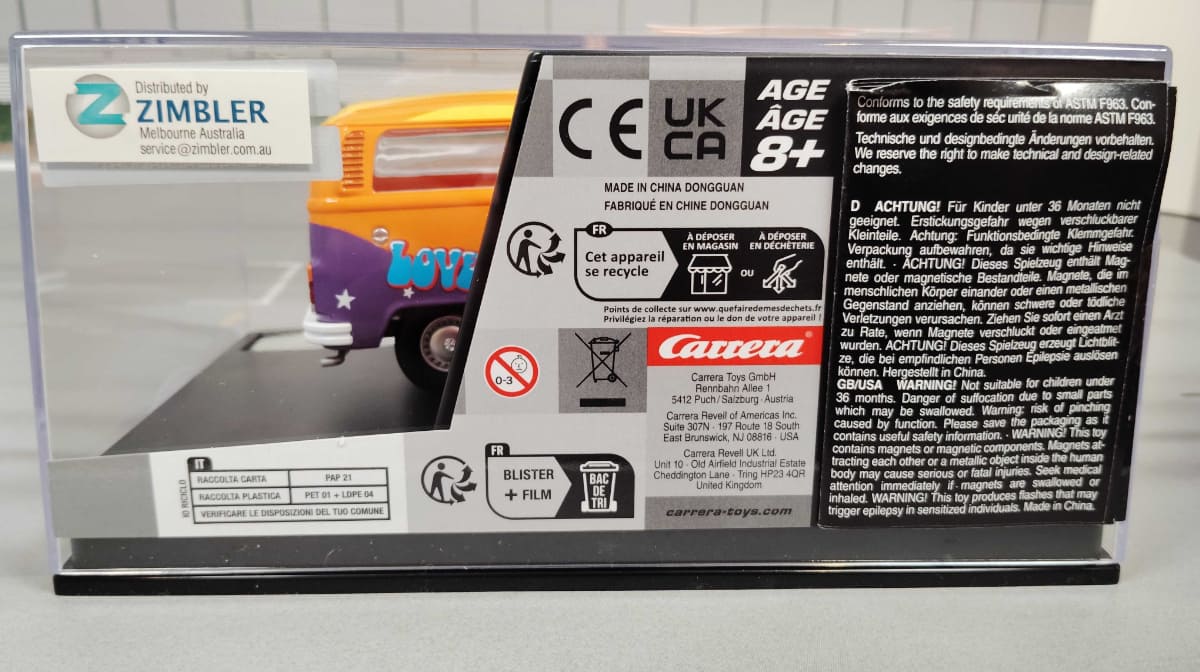 Distributed by
ZIMBLER
Melbourne Australia
service@zimbler.com.au
LOVE
CE
UK
CA
AGE
ÂGE
8+
MADE IN CHINA DONGGUAN
FABRIQUÉ EN CHINE DONGGUAN
FR
Cet appareil
se recycle
À DÉPOSER
EN MAGASIN
OU
À DÉPOSER
EN DÉCHÈTERIE
Points de collecte sur www.quefairedemesdechets.fr
Privilégiez la réparation ou le don de votre appareil !
0-3
Carrera
Carrera Toys GmbH
Rennbahn Allee 1
5412 Puch/Salzburg · Austria
Carrera Revell of Americas Inc.
Suite 307N · 197 Route 18 South
East Brunswick, NJ 08816 · USA
Carrera Revell UK Ltd.
Unit 10 · Old Airfield Industrial Estate
Cheddington Lane · Tring HP23 4QR
United Kingdom
carrera-toys.com
IO RICICLO
IT
RACCOLTA CARTA PAP 21
RACCOLTA PLASTICA PET 01 + LDPE 04
VERIFICARE LE DISPOSIZIONI DEL TUO COMUNE
FR
BLISTER
+ FILM
BAC
DE
TRI
Conforms to the safety requirements of ASTM F963. Con-
forme aux exigences de séc urité de la norme ASTM F963.
Technische und designbedingte Änderungen vorbehalten.
We reserve the right to make technical and design-related
changes.
D ACHTUNG! Für Kinder unter 36 Monaten nicht
geeignet. Erstickungsgefahr wegen verschluckbarer
Kleinteile. Achtung: Funktionsbedingte Klemmgefahr.
Verpackung aufbewahren, da sie wichtige Hinweise
enthält. · ACHTUNG! Dieses Spielzeug enthält Mag-
nete oder magnetische Bestandteile. Magnete, die im
menschlichen Körper einander oder einen metallischen
Gegenstand anziehen, können schwere oder tödliche
Verletzungen verursachen. Ziehen Sie sofort einen Arzt
zu Rate, wenn Magnete verschluckt oder eingeatmet
wurden. ACHTUNG! Dieses Spielzeug erzeugt Lichtblit-
ze, die bei empfindlichen Personen Epilepsie auslösen
können. Hergestellt in China.
GB/USA WARNING! Not suitable for children under
36 months. Danger of suffocation due to small parts
which may be swallowed. Warning: risk of pinching
caused by function. Please save the packaging as it
contains useful safety information. · WARNING! This toy
contains magnets or magnetic components. Magnets at-
tracting each other or a metallic object inside the human
body may cause serious or fatal injuries. Seek medical
attention immediately if magnets are swallowed or
inhaled. WARNING! This toy produces flashes that may
trigger epilepsy in sensitized individuals. Made in China.